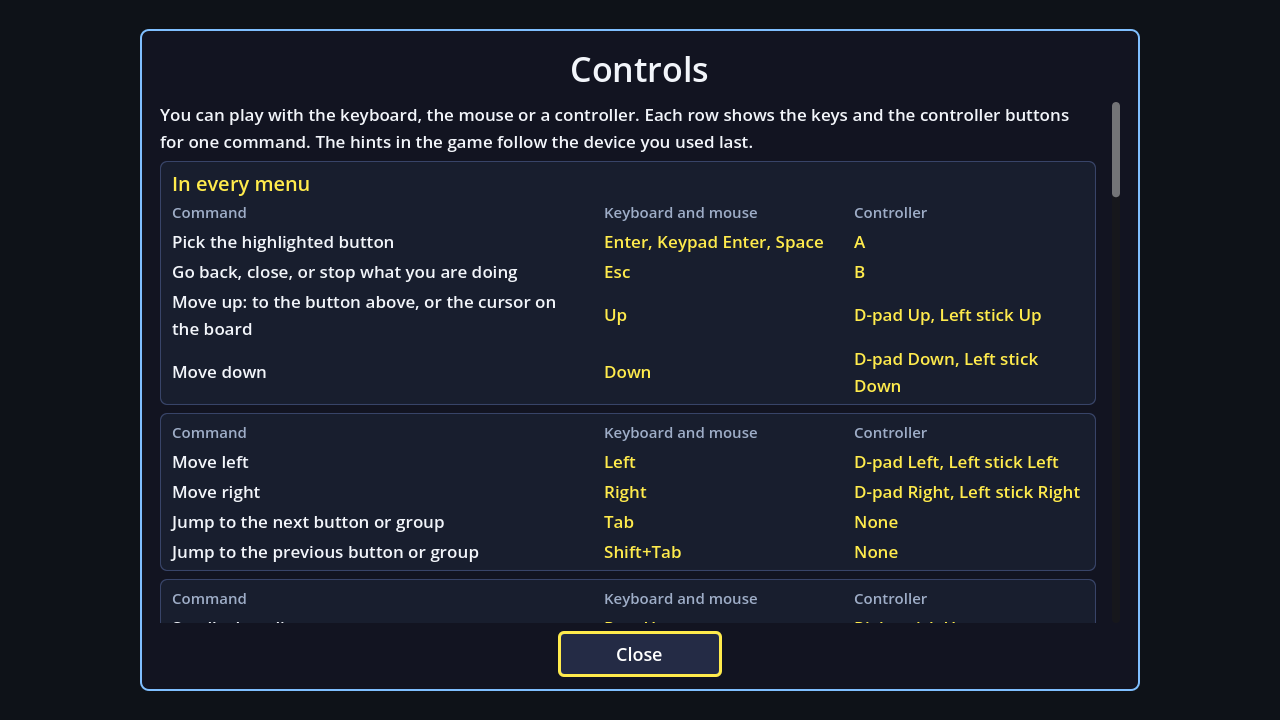 Controls
You can play with the keyboard, the mouse or a controller. Each row shows the keys and the controller buttons
for one command. The hints in the game follow the device you used last.
In every menu
Command Keyboard and mouse Controller
Pick the highlighted button Enter, Keypad Enter, Space A
Go back, close, or stop what you are doing Esc B
Move up: to the button above, or the cursor on
the board Up D-pad Up, Left stick Up
Move down Down D-pad Down, Left stick
Down
Command Keyboard and mouse Controller
Move left Left D-pad Left, Left stick Left
Move right Right D-pad Right, Left stick Right
Jump to the next button or group Tab None
Jump to the previous button or group Shift+Tab None
Command Keyboard and mouse Controller
Close